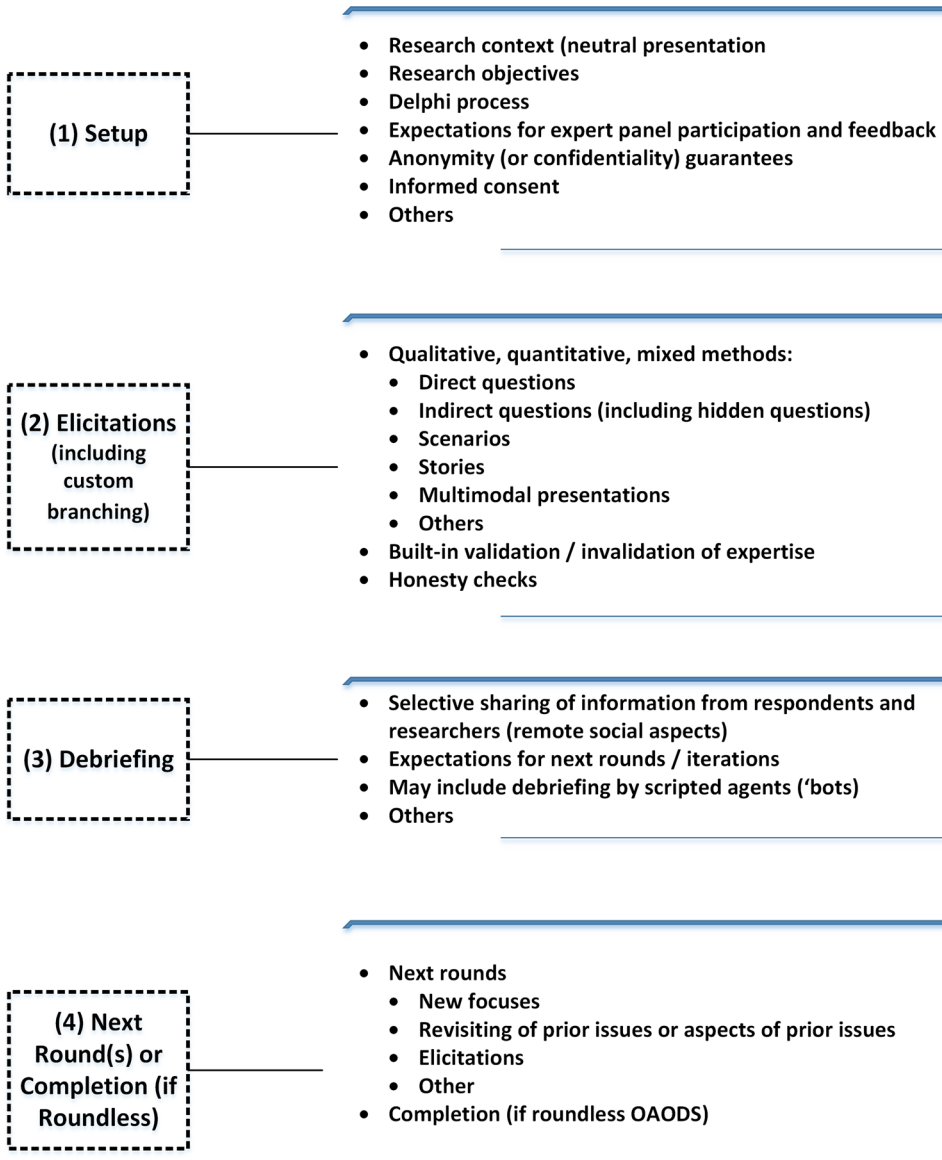 (1) Setup
• Research context (neutral presentation
• Research objectives
• Delphi process
• Expectations for expert panel participation and feedback
• Anonymity (or confidentiality) guarantees
• Informed consent
• Others
(2) Elicitations
(including
custom
branching)
• Qualitative, quantitative, mixed methods:
• Direct questions
• Indirect questions (including hidden questions)
• Scenarios
• Stories
• Multimodal presentations
• Others
• Built-in validation / invalidation of expertise
• Honesty checks
(3) Debriefing
• Selective sharing of information from respondents and
researchers (remote social aspects)
• Expectations for next rounds / iterations
• May include debriefing by scripted agents (‘bots)
• Others
(4) Next
Round(s) or
Completion (if
Roundless)
• Next rounds
• New focuses
• Revisiting of prior issues or aspects of prior issues
• Elicitations
• Other
• Completion (if roundless OAODS)